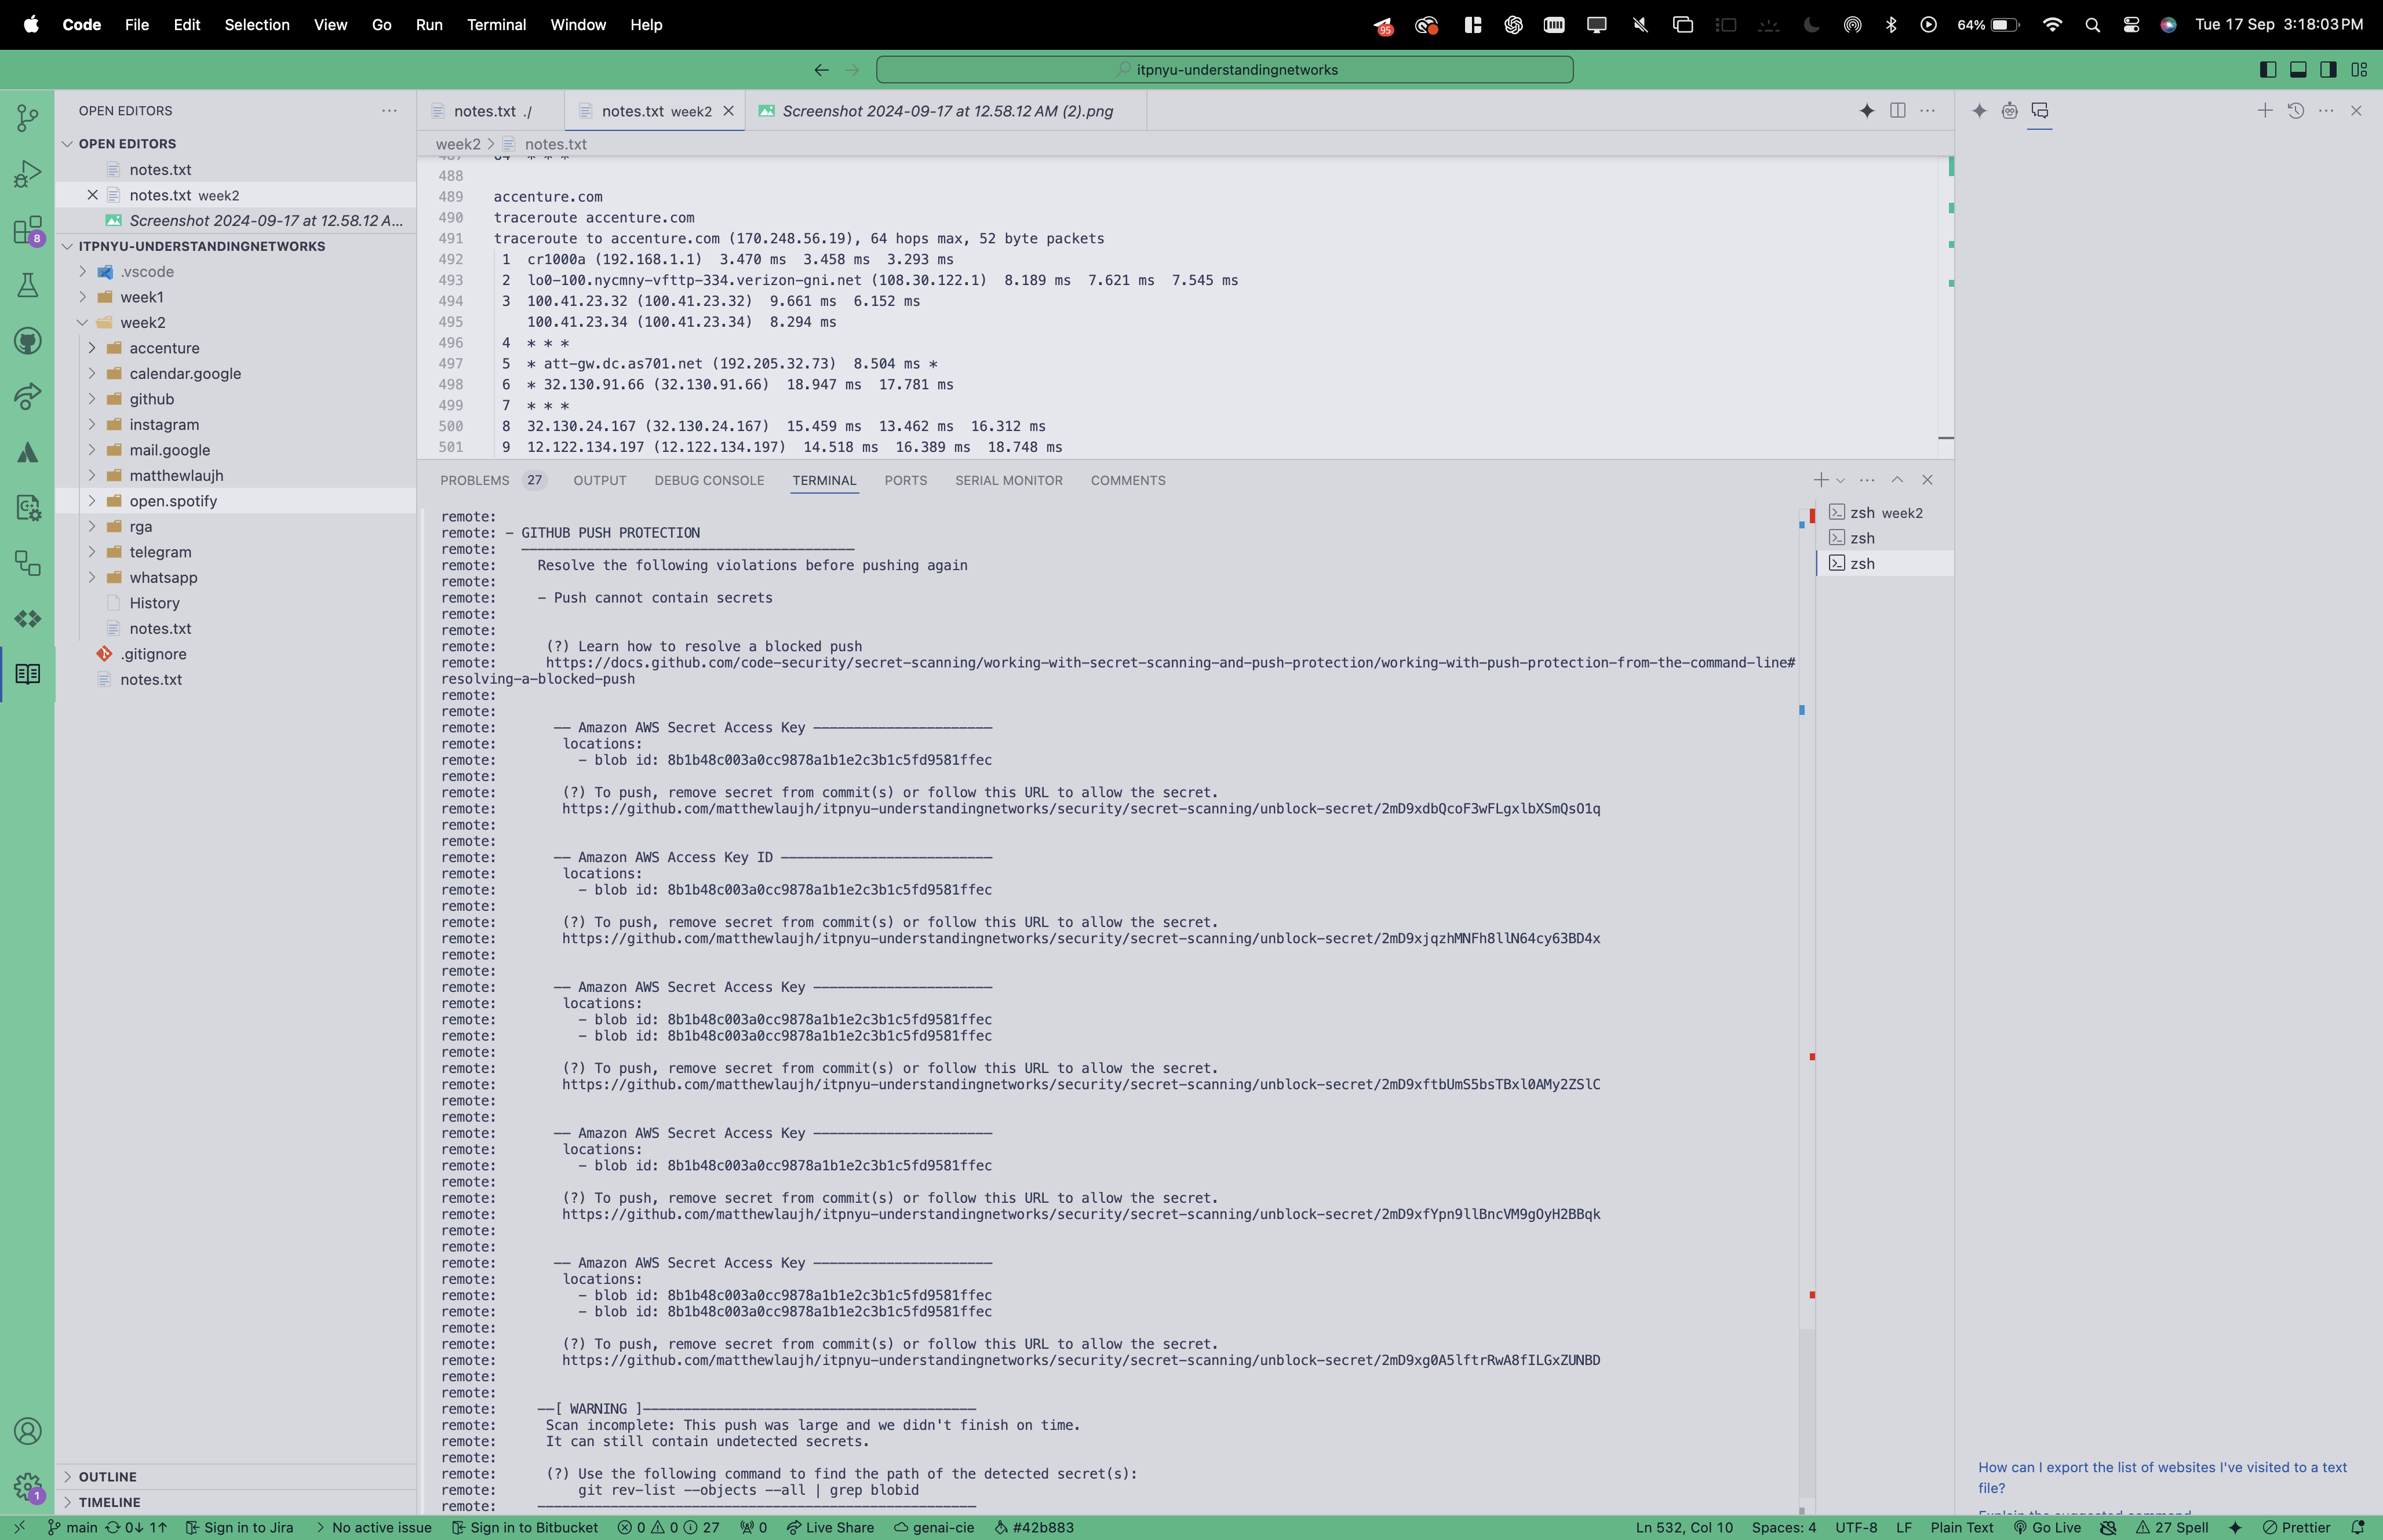 Code File Edit Selection View Go Run Terminal Window Help 95 64% Tue 17 Sep 3:18:03 PM
itpnyu-understandingnetworks
OPEN EDITORS
OPEN EDITORS
notes.txt
notes.txt week2
Screenshot 2024-09-17 at 12.58.12 A...
ITPNYU-UNDERSTANDINGNETWORKS
.vscode
week1
week2
accenture
calendar.google
github
instagram
mail.google
matthewlaujh
open.spotify
rga
telegram
whatsapp
History
notes.txt
.gitignore
notes.txt
OUTLINE
TIMELINE
8
1
notes.txt ./ notes.txt week2 Screenshot 2024-09-17 at 12.58.12 AM (2).png
week2 > notes.txt
487 64 * * *
488
489 accenture.com
490 traceroute accenture.com
491 traceroute to accenture.com (170.248.56.19), 64 hops max, 52 byte packets
492 1 cr1000a (192.168.1.1) 3.470 ms 3.458 ms 3.293 ms
493 2 lo0-100.nycmny-vfttp-334.verizon-gni.net (108.30.122.1) 8.189 ms 7.621 ms 7.545 ms
494 3 100.41.23.32 (100.41.23.32) 9.661 ms 6.152 ms
495 100.41.23.34 (100.41.23.34) 8.294 ms
496 4 * * *
497 5 * att-gw.dc.as701.net (192.205.32.73) 8.504 ms *
498 6 * 32.130.91.66 (32.130.91.66) 18.947 ms 17.781 ms
499 7 * * *
500 8 32.130.24.167 (32.130.24.167) 15.459 ms 13.462 ms 16.312 ms
501 9 12.122.134.197 (12.122.134.197) 14.518 ms 16.389 ms 18.748 ms
PROBLEMS 27 OUTPUT DEBUG CONSOLE TERMINAL PORTS SERIAL MONITOR COMMENTS
zsh week2
zsh
zsh
remote:
remote: – GITHUB PUSH PROTECTION
remote: —————————————————————————————————————————
remote: Resolve the following violations before pushing again
remote:
remote: – Push cannot contain secrets
remote:
remote:
remote: (?) Learn how to resolve a blocked push
remote: https://docs.github.com/code-security/secret-scanning/working-with-secret-scanning-and-push-protection/working-with-push-protection-from-the-command-line#
resolving-a-blocked-push
remote:
remote:
remote: —— Amazon AWS Secret Access Key ——————————————————————
remote: locations:
remote: – blob id: 8b1b48c003a0cc9878a1b1e2c3b1c5fd9581ffec
remote:
remote: (?) To push, remove secret from commit(s) or follow this URL to allow the secret.
remote: https://github.com/matthewlaujh/itpnyu-understandingnetworks/security/secret-scanning/unblock-secret/2mD9xdbQcoF3wFLgxlbXSmQsO1q
remote:
remote:
remote: —— Amazon AWS Access Key ID ——————————————————————————
remote: locations:
remote: – blob id: 8b1b48c003a0cc9878a1b1e2c3b1c5fd9581ffec
remote:
remote: (?) To push, remove secret from commit(s) or follow this URL to allow the secret.
remote: https://github.com/matthewlaujh/itpnyu-understandingnetworks/security/secret-scanning/unblock-secret/2mD9xjqzhMNFh8llN64cy63BD4x
remote:
remote:
remote: —— Amazon AWS Secret Access Key ——————————————————————
remote: locations:
remote: – blob id: 8b1b48c003a0cc9878a1b1e2c3b1c5fd9581ffec
remote: – blob id: 8b1b48c003a0cc9878a1b1e2c3b1c5fd9581ffec
remote:
remote: (?) To push, remove secret from commit(s) or follow this URL to allow the secret.
remote: https://github.com/matthewlaujh/itpnyu-understandingnetworks/security/secret-scanning/unblock-secret/2mD9xftbUmS5bsTBxl0AMy2ZSlC
remote:
remote:
remote: —— Amazon AWS Secret Access Key ——————————————————————
remote: locations:
remote: – blob id: 8b1b48c003a0cc9878a1b1e2c3b1c5fd9581ffec
remote:
remote: (?) To push, remove secret from commit(s) or follow this URL to allow the secret.
remote: https://github.com/matthewlaujh/itpnyu-understandingnetworks/security/secret-scanning/unblock-secret/2mD9xfYpn9llBncVM9gOyH2BBqk
remote:
remote:
remote: —— Amazon AWS Secret Access Key ——————————————————————
remote: locations:
remote: – blob id: 8b1b48c003a0cc9878a1b1e2c3b1c5fd9581ffec
remote: – blob id: 8b1b48c003a0cc9878a1b1e2c3b1c5fd9581ffec
remote:
remote: (?) To push, remove secret from commit(s) or follow this URL to allow the secret.
remote: https://github.com/matthewlaujh/itpnyu-understandingnetworks/security/secret-scanning/unblock-secret/2mD9xg0A5lftrRwA8fILGxZUNBD
remote:
remote:
remote: ——[ WARNING ]—————————————————————————————————————————
remote: Scan incomplete: This push was large and we didn't finish on time.
remote: It can still contain undetected secrets.
remote:
remote: (?) Use the following command to find the path of the detected secret(s):
remote: git rev-list --objects --all | grep blobid
remote: ——————————————————————————————————————————————————————
How can I export the list of websites I've visited to a text
file?
Explain the suggested command
main 0↓ 1↑ Sign in to Jira No active issue Sign in to Bitbucket 0 0 27 0 Live Share genai-cie #42b883 Ln 532, Col 10 Spaces: 4 UTF-8 LF Plain Text Go Live 27 Spell Prettier